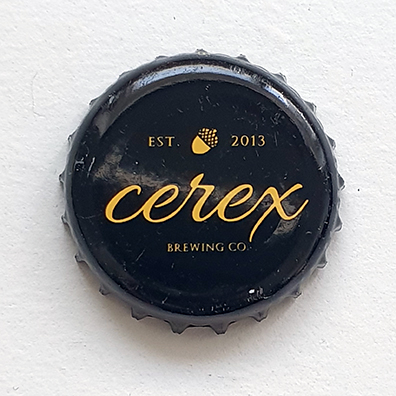 EST. 2013
cerex
BREWING CO.